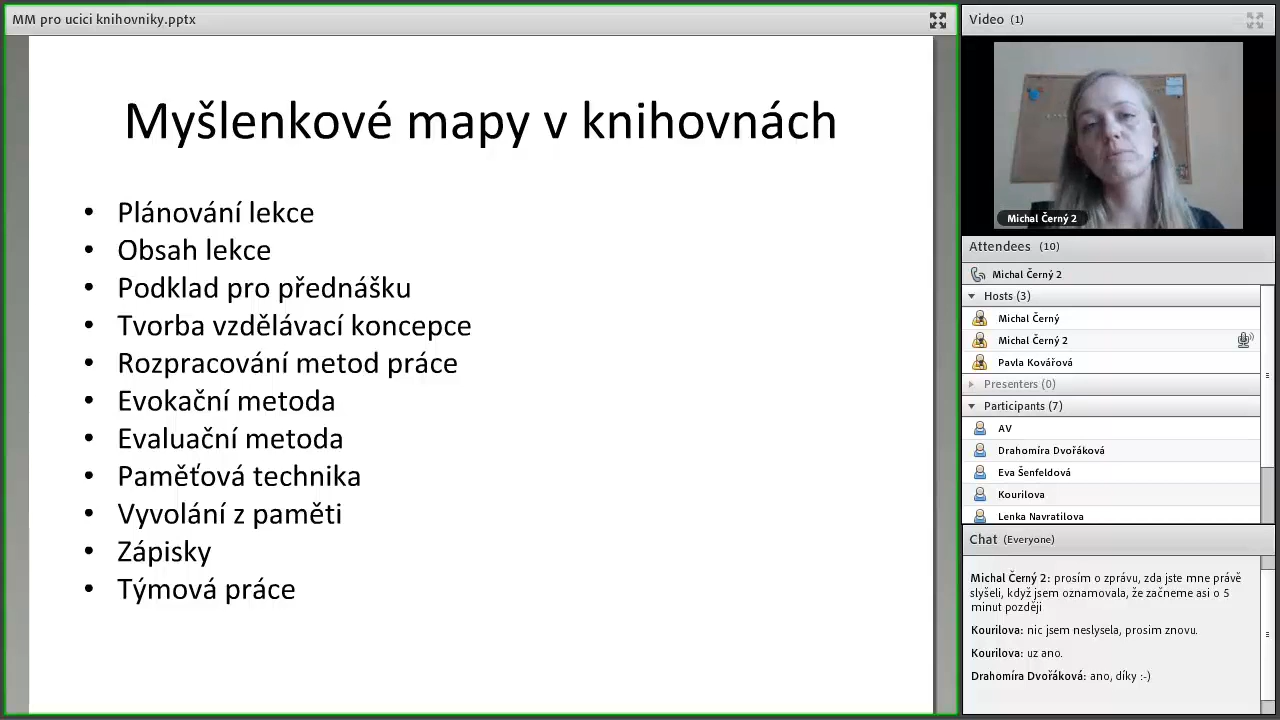 MM pro ucici knihovniky.pptx
Myšlenkové mapy v knihovnách
• Plánování lekce
• Obsah lekce
• Podklad pro přednášku
• Tvorba vzdělávací koncepce
• Rozpracování metod práce
• Evokační metoda
• Evaluační metoda
• Paměťová technika
• Vyvolání z paměti
• Zápisky
• Týmová práce
Video (1)
Michal Černý 2
Attendees (10)
Michal Černý 2
Hosts (3)
Michal Černý
Michal Černý 2
Pavla Kovářová
Presenters (0)
Participants (7)
AV
Drahomíra Dvořáková
Eva Šenfeldová
Kourilova
Lenka Navratilova
Chat (Everyone)
Michal Černý 2: prosím o zprávu, zda jste mne právě
slyšeli, když jsem oznamovala, že začneme asi o 5
minut později
Kourilova: nic jsem neslysela, prosim znovu.
Kourilova: uz ano.
Drahomíra Dvořáková: ano, díky :-)